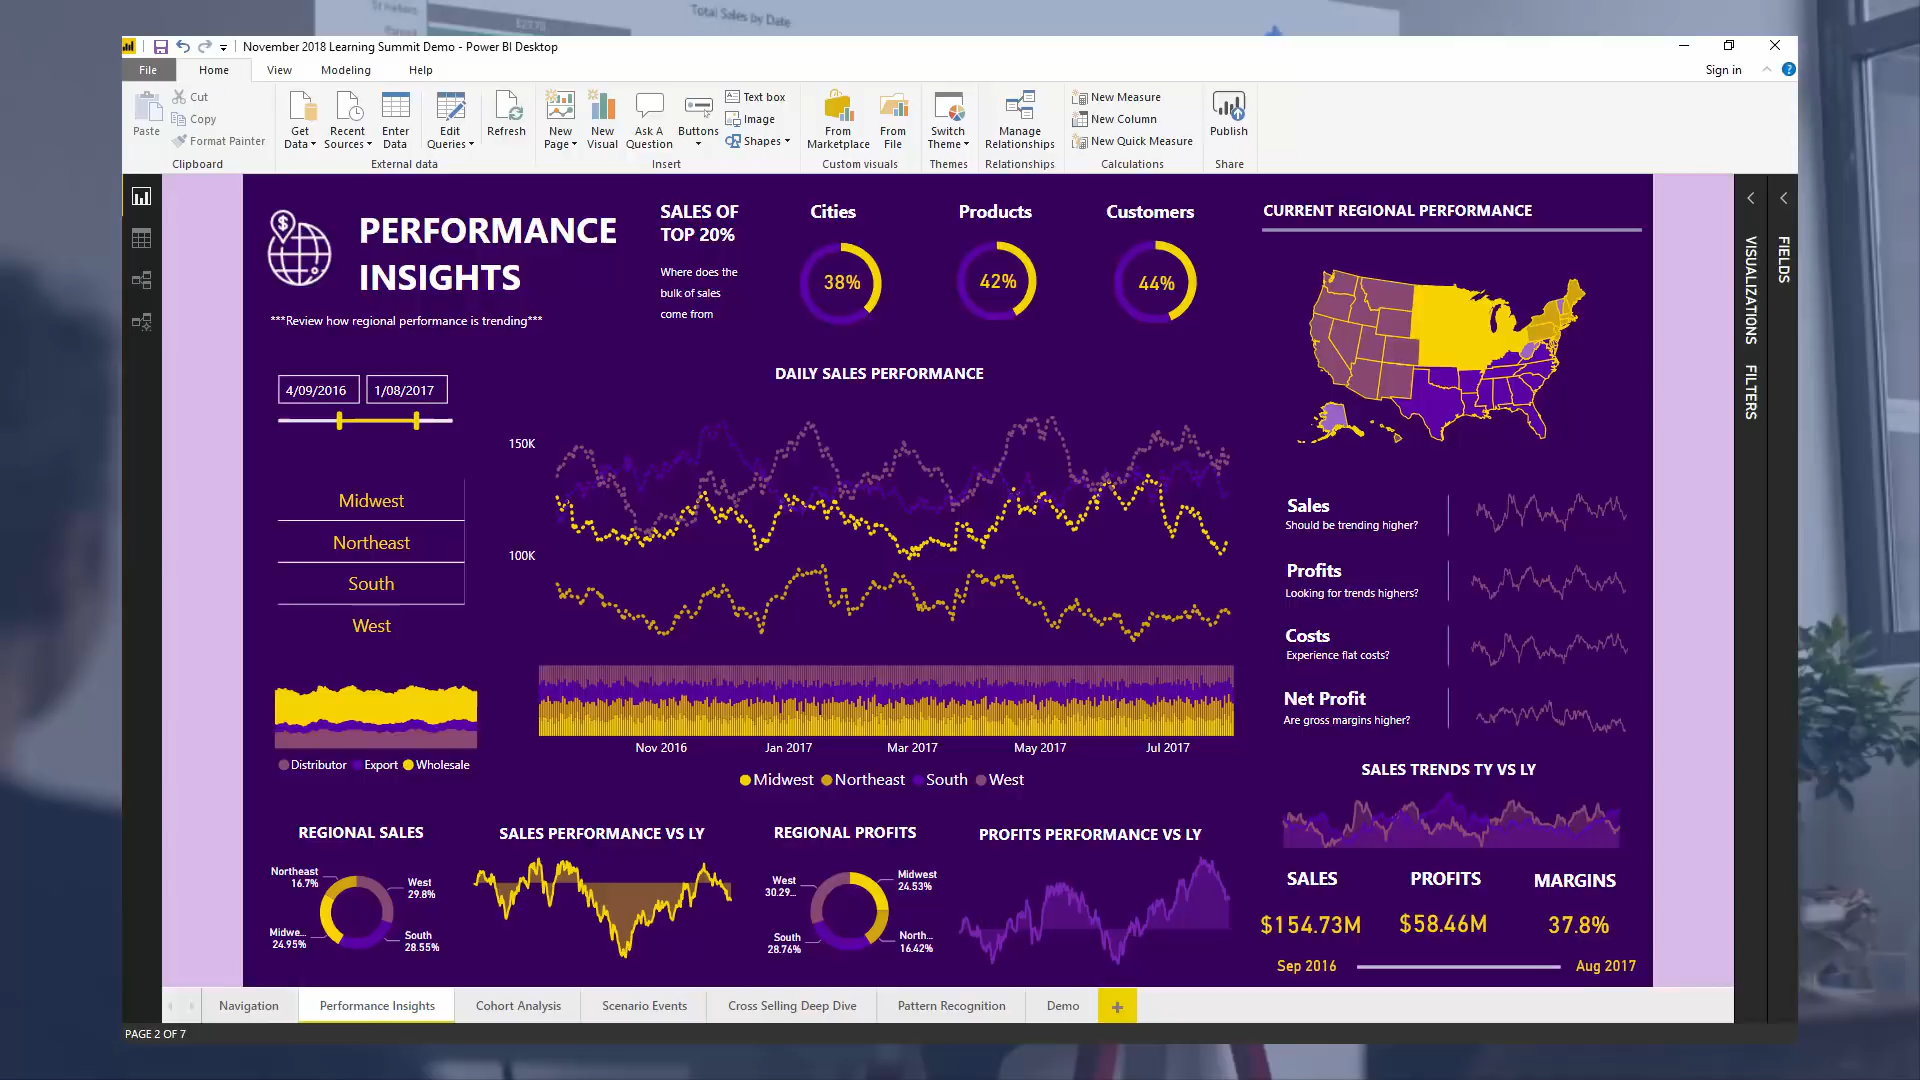 Total Sales by Date
November 2018 Learning Summit Demo - Power BI Desktop
File Home View Modeling Help
Sign in
Paste
Cut
Copy
Format Painter
Clipboard
Get Data
Recent Sources
Enter Data
Edit Queries
Refresh
External data
New Page
New Visual
Ask A Question
Buttons
Text box
Image
Shapes
Insert
From Marketplace
From File
Custom visuals
Switch Theme
Themes
Manage Relationships
Relationships
New Measure
New Column
New Quick Measure
Calculations
Publish
Share
PERFORMANCE
INSIGHTS
***Review how regional performance is trending***
SALES OF
TOP 20%
Where does the
bulk of sales
come from
Cities
38%
Products
42%
Customers
44%
CURRENT REGIONAL PERFORMANCE
VISUALIZATIONS
FILTERS
FIELDS
4/09/2016 1/08/2017
Midwest
Northeast
South
West
DAILY SALES PERFORMANCE
150K
100K
Nov 2016 Jan 2017 Mar 2017 May 2017 Jul 2017
Midwest Northeast South West
Distributor Export Wholesale
Sales
Should be trending higher?
Profits
Looking for trends highers?
Costs
Experience flat costs?
Net Profit
Are gross margins higher?
SALES TRENDS TY VS LY
REGIONAL SALES
Northeast
16.7%
West
29.8%
Midwe...
24.95%
South
28.55%
SALES PERFORMANCE VS LY
REGIONAL PROFITS
West
30.29...
Midwest
24.53%
South
28.76%
North...
16.42%
PROFITS PERFORMANCE VS LY
SALES PROFITS MARGINS
$154.73M $58.46M 37.8%
Sep 2016 Aug 2017
Navigation Performance Insights Cohort Analysis Scenario Events Cross Selling Deep Dive Pattern Recognition Demo
PAGE 2 OF 7